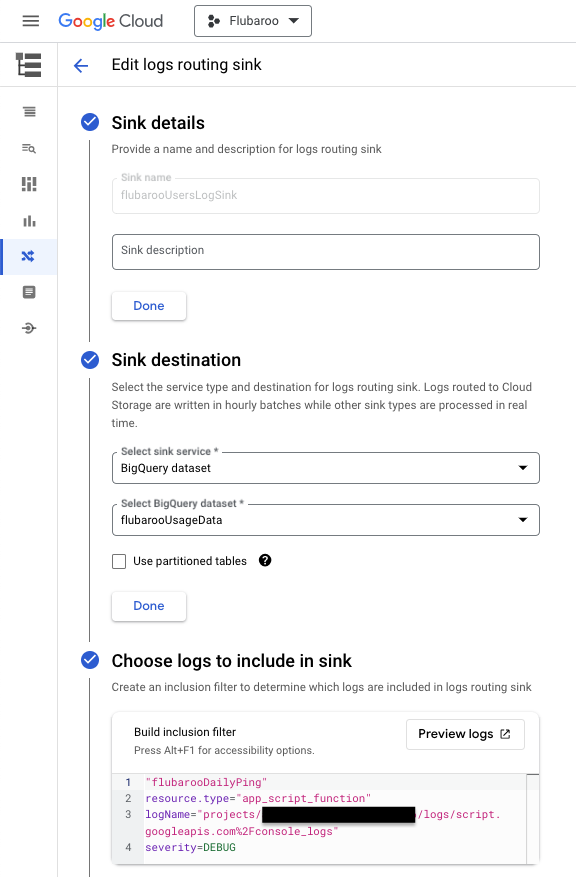 Google Cloud
Flubaroo
Edit logs routing sink
Sink details
Provide a name and description for logs routing sink
Sink name
flubarooUsersLogSink
Sink description
Done
Sink destination
Select the service type and destination for logs routing sink. Logs routed to Cloud
Storage are written in hourly batches while other sink types are processed in real
time.
Select sink service *
BigQuery dataset
Select BigQuery dataset *
flubarooUsageData
Use partitioned tables
Done
Choose logs to include in sink
Create an inclusion filter to determine which logs are included in logs routing sink
Build inclusion filter
Press Alt+F1 for accessibility options.
Preview logs
1 "flubarooDailyPing"
2 resource.type="app_script_function"
3 logName="projects/ /logs/script.
googleapis.com%2Fconsole_logs"
4 severity=DEBUG